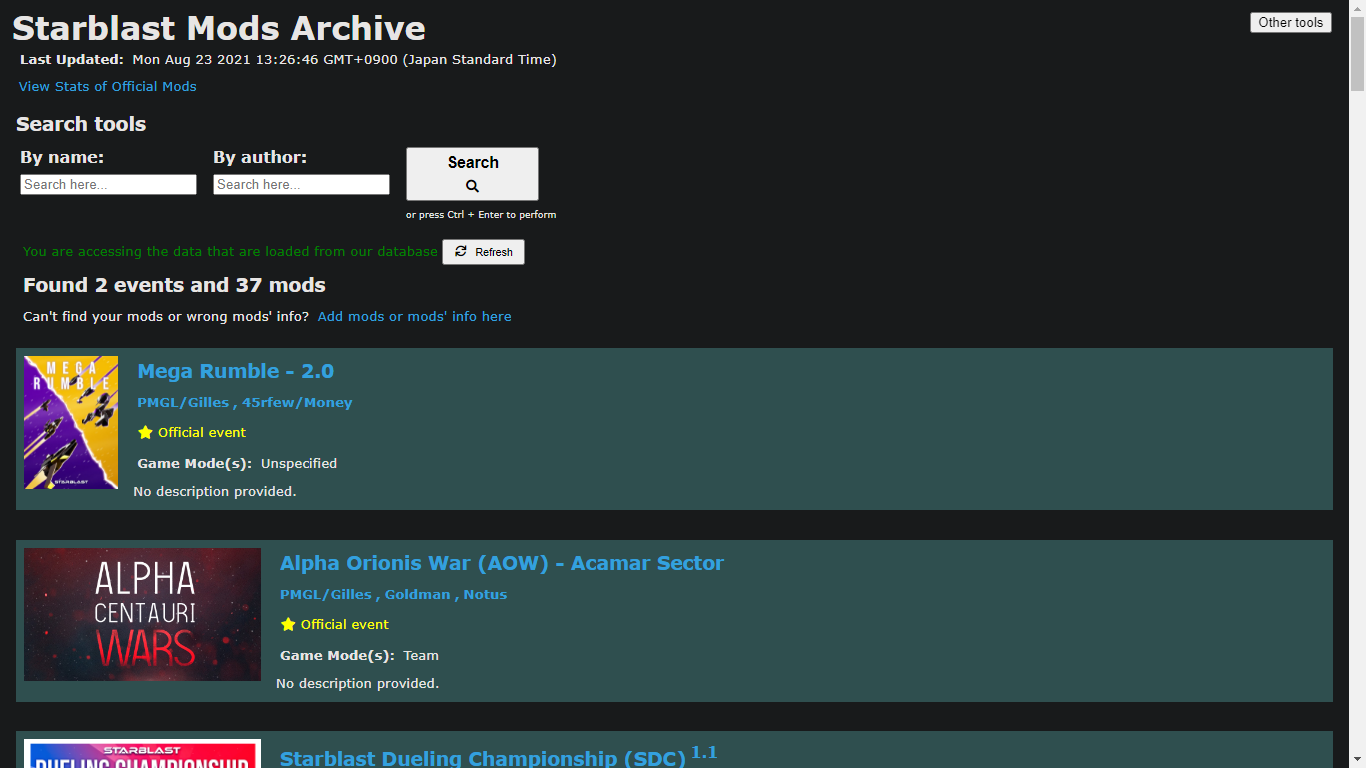 Starblast Mods Archive
Other tools
Last Updated: Mon Aug 23 2021 13:26:46 GMT+0900 (Japan Standard Time)
View Stats of Official Mods
Search tools
By name:
By author:
Search
Search here...
Search here...
or press Ctrl + Enter to perform
You are accessing the data that are loaded from our database
Refresh
Found 2 events and 37 mods
Can't find your mods or wrong mods' info? Add mods or mods' info here
MEGA
RUMBLE
STARBLAST
Mega Rumble - 2.0
PMGL/Gilles , 45rfew/Money
Official event
Game Mode(s): Unspecified
No description provided.
ALPHA
CENTAURI
WARS
Alpha Orionis War (AOW) - Acamar Sector
PMGL/Gilles , Goldman , Notus
Official event
Game Mode(s): Team
No description provided.
STARBLAST
DUELING CHAMPIONSHIP
Starblast Dueling Championship (SDC) 1.1